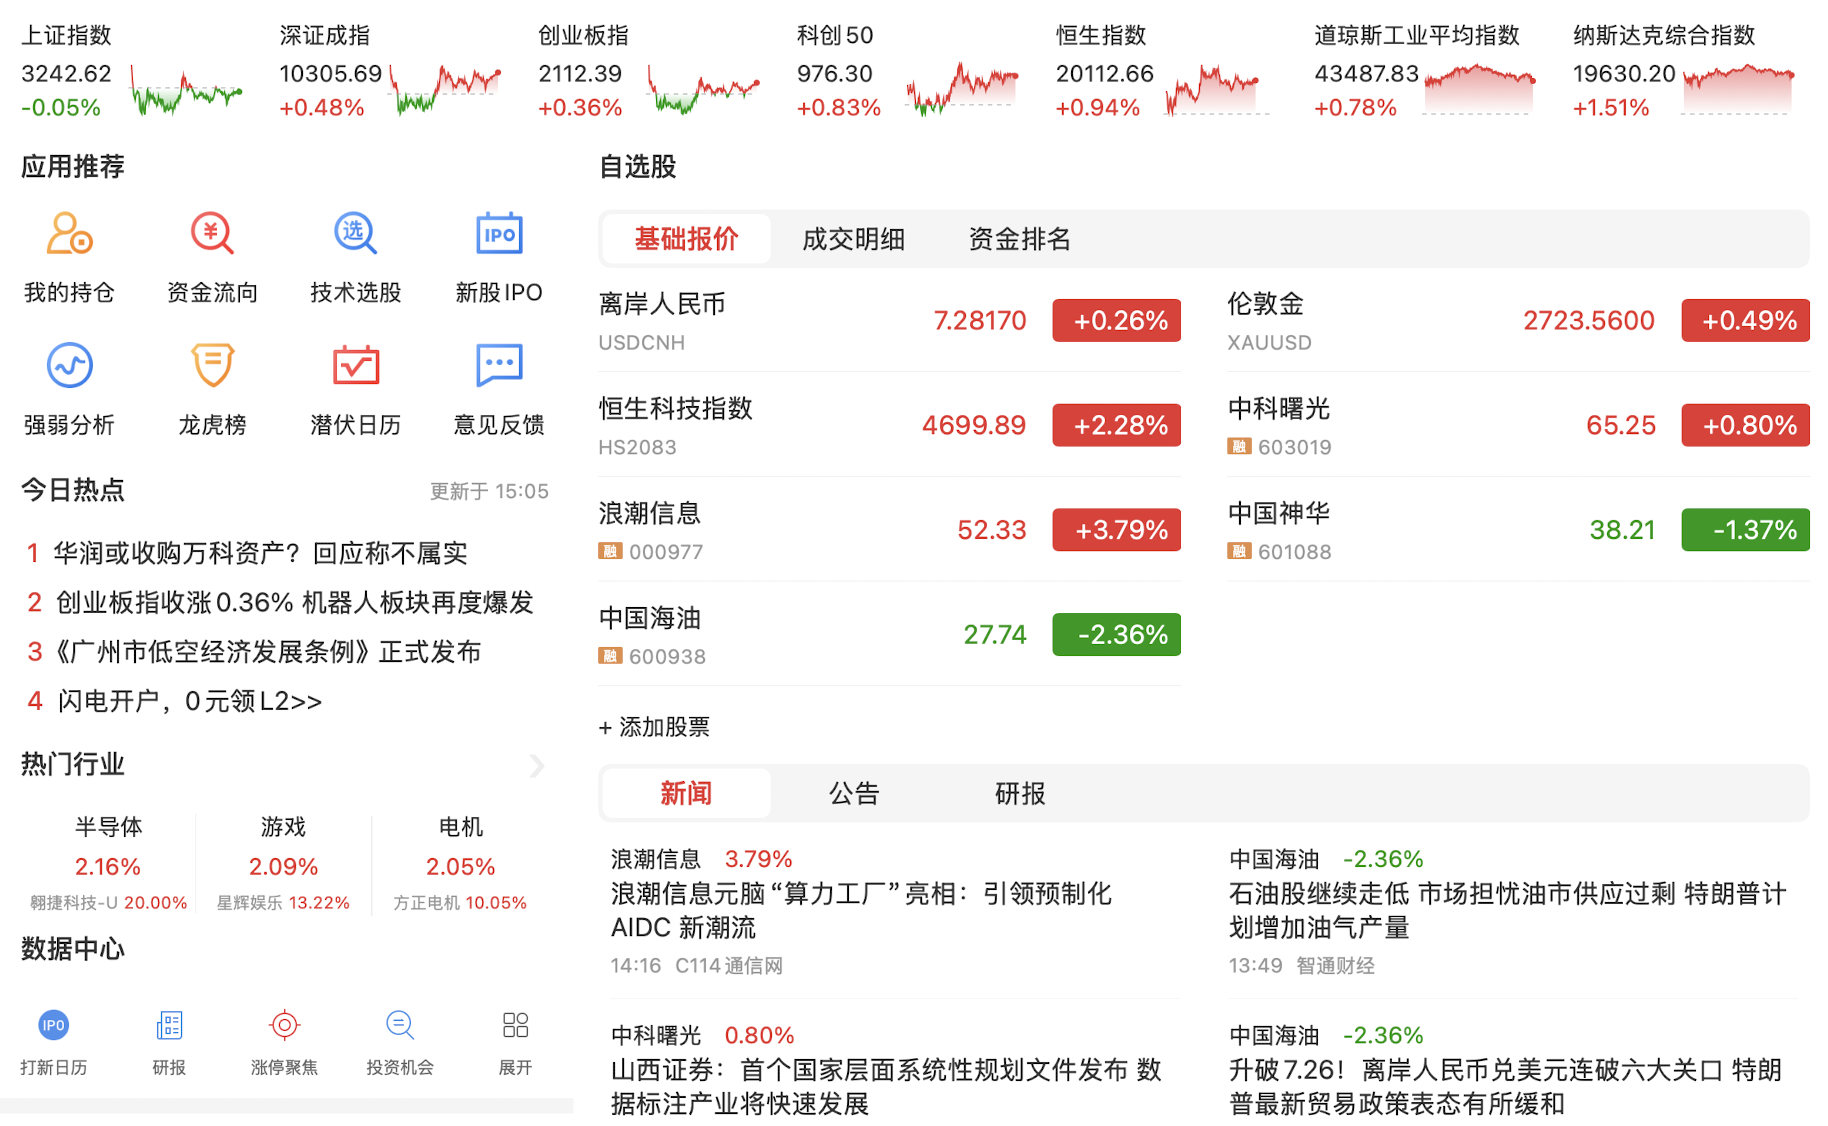 上证指数
3242.62
-0.05%
深证成指
10305.69
+0.48%
创业板指
2112.39
+0.36%
科创50
976.30
+0.83%
恒生指数
20112.66
+0.94%
道琼斯工业平均指数
43487.83
+0.78%
纳斯达克综合指数
19630.20
+1.51%
应用推荐
我的持仓
¥
资金流向
选
技术选股
IPO
新股IPO
强弱分析
龙虎榜
潜伏日历
意见反馈
今日热点 更新于 15:05
1 华润或收购万科资产？回应称不属实
2 创业板指收涨0.36% 机器人板块再度爆发
3 《广州市低空经济发展条例》正式发布
4 闪电开户，0元领L2>>
热门行业
半导体
2.16%
翱捷科技-U 20.00%
游戏
2.09%
星辉娱乐 13.22%
电机
2.05%
方正电机 10.05%
数据中心
IPO
打新日历
研报
涨停聚焦
投资机会
展开
自选股
基础报价 成交明细 资金排名
离岸人民币
USDCNH
7.28170 +0.26%
伦敦金
XAUUSD
2723.5600 +0.49%
恒生科技指数
HS2083
4699.89 +2.28%
中科曙光
融 603019
65.25 +0.80%
浪潮信息
融 000977
52.33 +3.79%
中国神华
融 601088
38.21 -1.37%
中国海油
融 600938
27.74 -2.36%
+ 添加股票
新闻 公告 研报
浪潮信息 3.79%
浪潮信息元脑“算力工厂”亮相：引领预制化
AIDC 新潮流
14:16 C114通信网
中国海油 -2.36%
石油股继续走低 市场担忧油市供应过剩 特朗普计
划增加油气产量
13:49 智通财经
中科曙光 0.80%
山西证券：首个国家层面系统性规划文件发布 数
据标注产业将快速发展
中国海油 -2.36%
升破7.26！离岸人民币兑美元连破六大关口 特朗
普最新贸易政策表态有所缓和